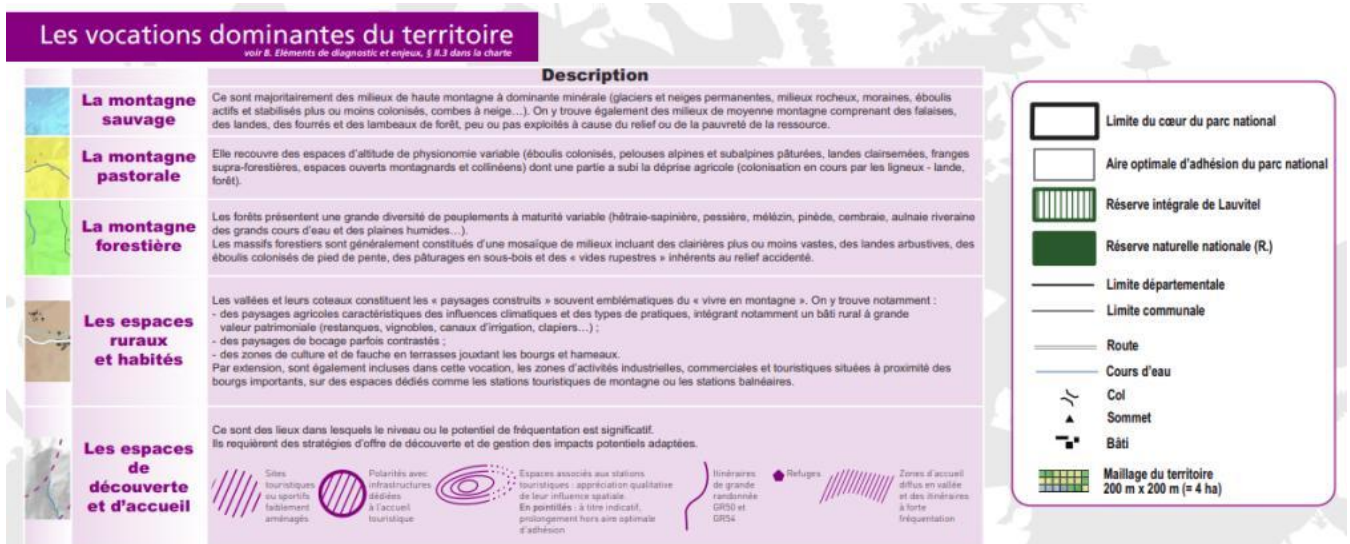 Les vocations dominantes du territoire
voir B. Eléments de diagnostic et enjeux, § II.3 dans la charte
Description
La montagne
sauvage
Ce sont majoritairement des milieux de haute montagne à dominante minérale (glaciers et neiges permanentes, milieux rocheux, moraines, éboulis
actifs et stabilisés plus ou moins colonisés, combes à neige…). On y trouve également des milieux de moyenne montagne comprenant des falaises,
des landes, des fourrés et des lambeaux de forêt, peu ou pas exploités à cause du relief ou de la pauvreté de la ressource.
La montagne
pastorale
Elle recouvre des espaces d'altitude de physionomie variable (éboulis colonisés, pelouses alpines et subalpines pâturées, landes clairsemées, franges
supra-forestières, espaces ouverts montagnards et collinéens) dont une partie a subi la déprise agricole (colonisation en cours par les ligneux - lande,
forêt).
La montagne
forestière
Les forêts présentent une grande diversité de peuplements à maturité variable (hêtraie-sapinière, pessière, mélézin, pinède, cembraie, aulnaie riveraine
des grands cours d'eau et des plaines humides…).
Les massifs forestiers sont généralement constitués d'une mosaïque de milieux incluant des clairières plus ou moins vastes, des landes arbustives, des
éboulis colonisés de pied de pente, des pâturages en sous-bois et des « vides rupestres » inhérents au relief accidenté.
Les espaces
ruraux
et habités
Les vallées et leurs coteaux constituent les « paysages construits » souvent emblématiques du « vivre en montagne ». On y trouve notamment :
- des paysages agricoles caractéristiques des influences climatiques et des types de pratiques, intégrant notamment un bâti rural à grande
valeur patrimoniale (restanques, vignobles, canaux d'irrigation, clapiers…) ;
- des paysages de bocage parfois contrastés ;
- des zones de culture et de fauche en terrasses jouxtant les bourgs et hameaux.
Par extension, sont également incluses dans cette vocation, les zones d'activités industrielles, commerciales et touristiques situées à proximité des
bourgs importants, sur des espaces dédiés comme les stations touristiques de montagne ou les stations balnéaires.
Les espaces
de
découverte
et d'accueil
Ce sont des lieux dans lesquels le niveau ou le potentiel de fréquentation est significatif.
Ils requièrent des stratégies d'offre de découverte et de gestion des impacts potentiels adaptées.
Sites
touristiques
ou sportifs
faiblement
aménagés
Polarités avec
infrastructures
dédiées
à l'accueil
touristique
Espaces associés aux stations
touristiques : appréciation qualitative
de leur influence spatiale.
En pointillés : à titre indicatif,
prolongement hors aire optimale
d'adhésion
Itinéraires
de grande
randonnée
GR50 et
GR54
Refuges
Zones d'accueil
diffus en vallée
et des itinéraires
à forte
fréquentation
Limite du cœur du parc national
Aire optimale d'adhésion du parc national
Réserve intégrale de Lauvitel
Réserve naturelle nationale (R.)
Limite départementale
Limite communale
Route
Cours d'eau
Col
Sommet
Bâti
Maillage du territoire
200 m x 200 m (= 4 ha)